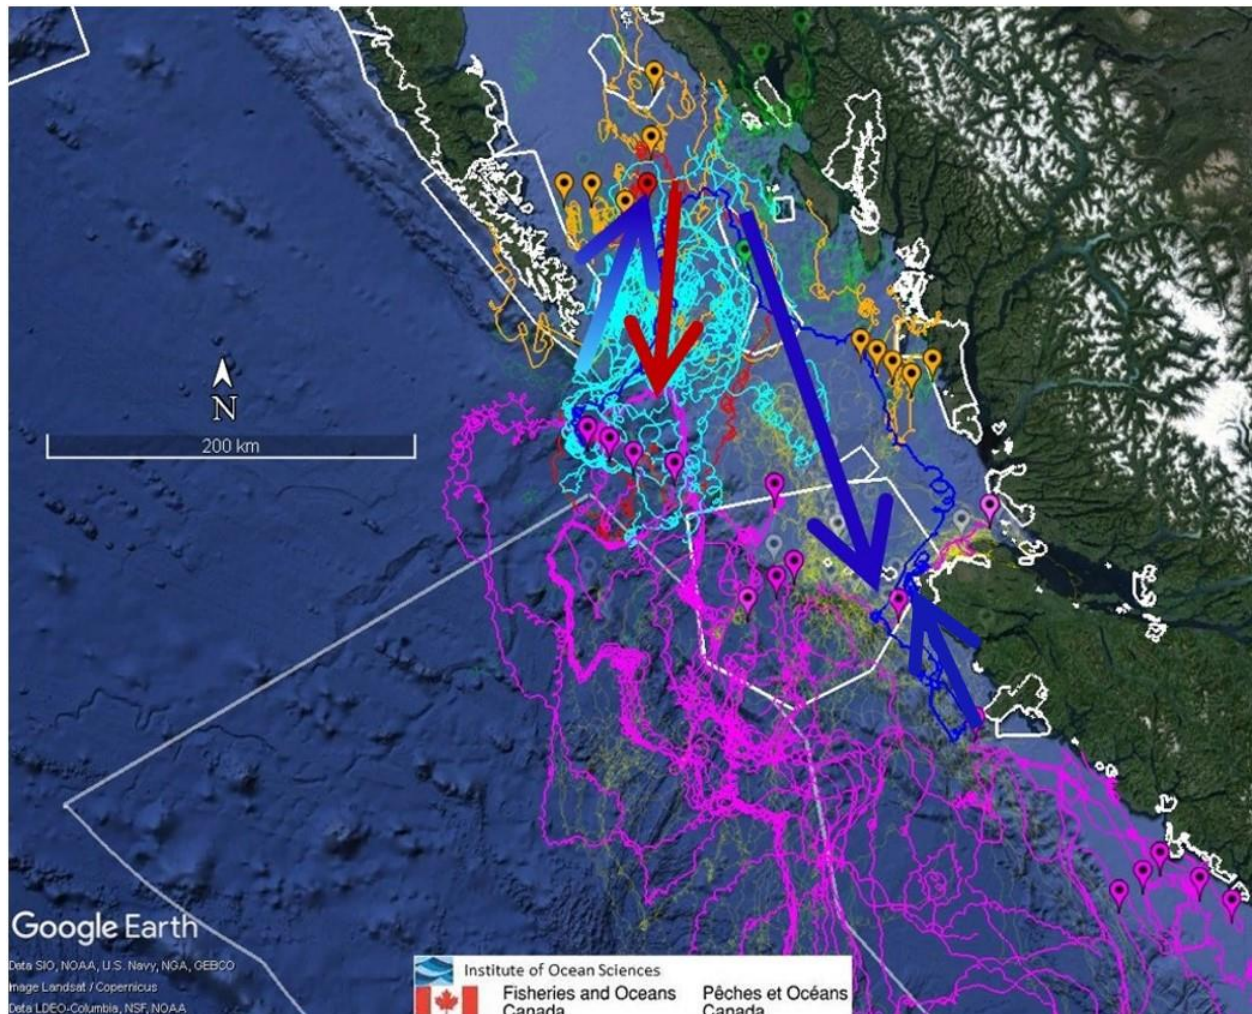 N
200 km
Google Earth
Data SIO, NOAA, U.S. Navy, NGA, GEBCO
Image Landsat / Copernicus
Data LDEO-Columbia, NSF, NOAA
Institute of Ocean Sciences
Fisheries and Oceans Pêches et Océans
Canada Canada